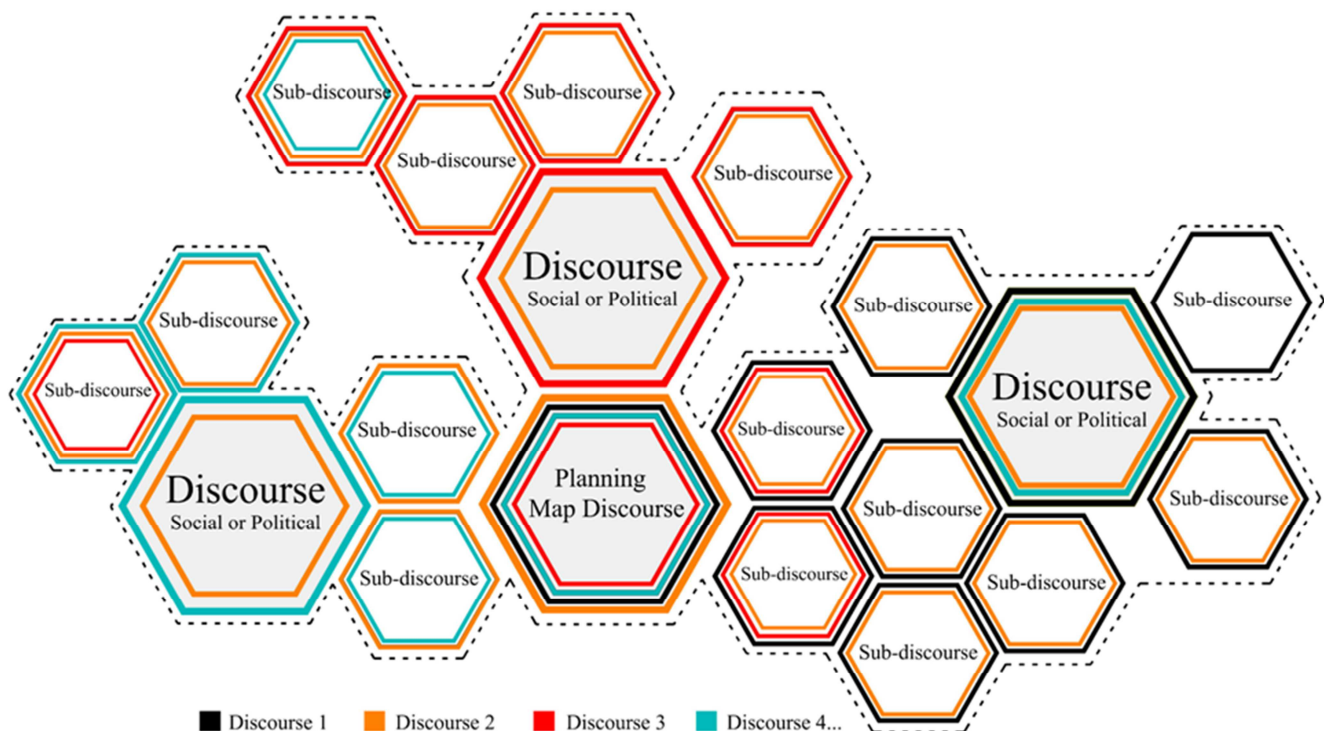 Sub-discourse
Sub-discourse
Sub-discourse
Sub-discourse
Discourse
Social or Political
Sub-discourse
Sub-discourse
Sub-discourse
Sub-discourse
Discourse
Social or Political
Sub-discourse
Sub-discourse
Discourse
Social or Political
Planning
Map Discourse
Sub-discourse
Sub-discourse
Sub-discourse
Sub-discourse
Sub-discourse
Sub-discourse
Sub-discourse
Discourse 1
Discourse 2
Discourse 3
Discourse 4...